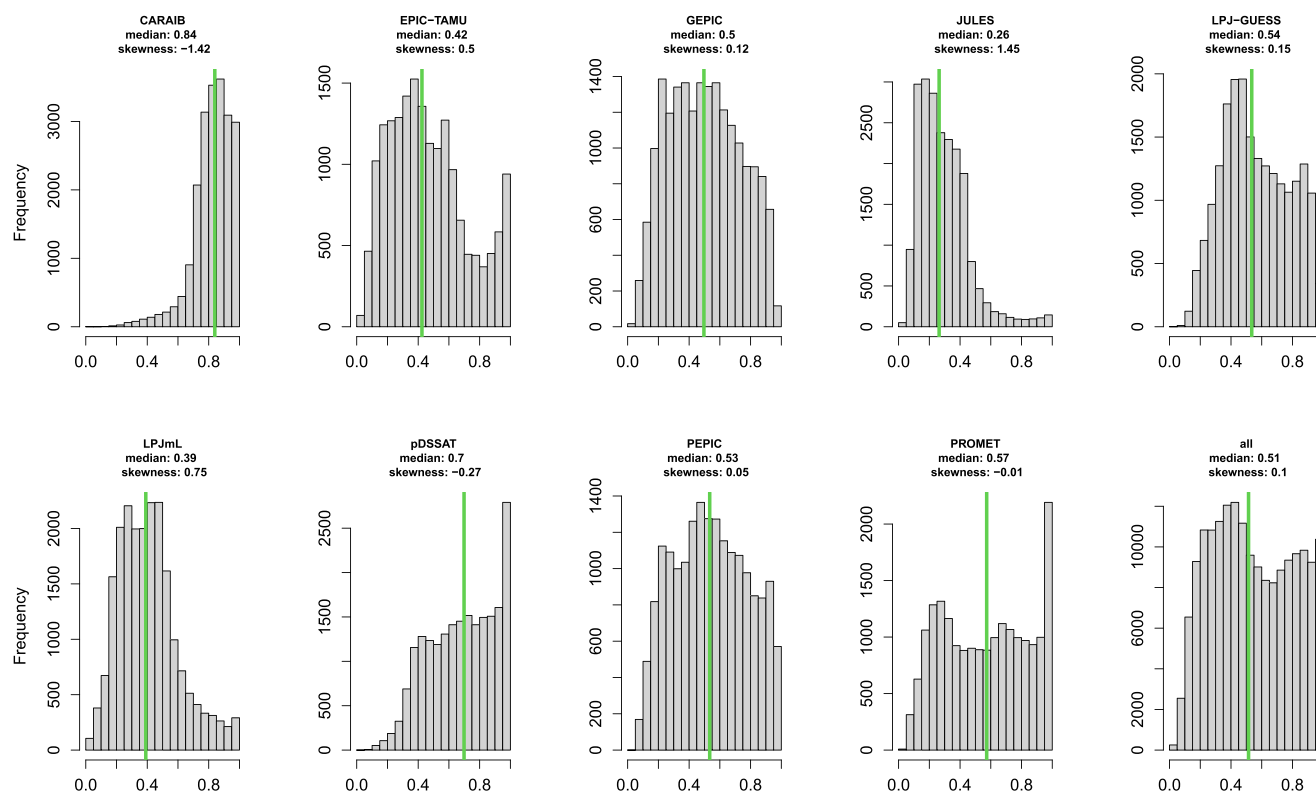 CARAIB
median: 0.84
skewness: −1.42
EPIC−TAMU
median: 0.42
skewness: 0.5
GEPIC
median: 0.5
skewness: 0.12
JULES
median: 0.26
skewness: 1.45
LPJ−GUESS
median: 0.54
skewness: 0.15
Frequency
3000
2000
1000
0
0.0 0.4 0.8
1500
1000
500
0
0.0 0.4 0.8
1400
1000
600
200
0
0.0 0.4 0.8
2500
1500
500
0
0.0 0.4 0.8
2000
1500
1000
500
0
0.0 0.4 0.8
LPJmL
median: 0.39
skewness: 0.75
pDSSAT
median: 0.7
skewness: −0.27
PEPIC
median: 0.53
skewness: 0.05
PROMET
median: 0.57
skewness: −0.01
all
median: 0.51
skewness: 0.1
Frequency
2000
1500
1000
500
0
0.0 0.4 0.8
2500
1500
500
0
0.0 0.4 0.8
1400
1000
600
200
0
0.0 0.4 0.8
2000
1500
1000
500
0
0.0 0.4 0.8
10000
6000
2000
0
0.0 0.4 0.8